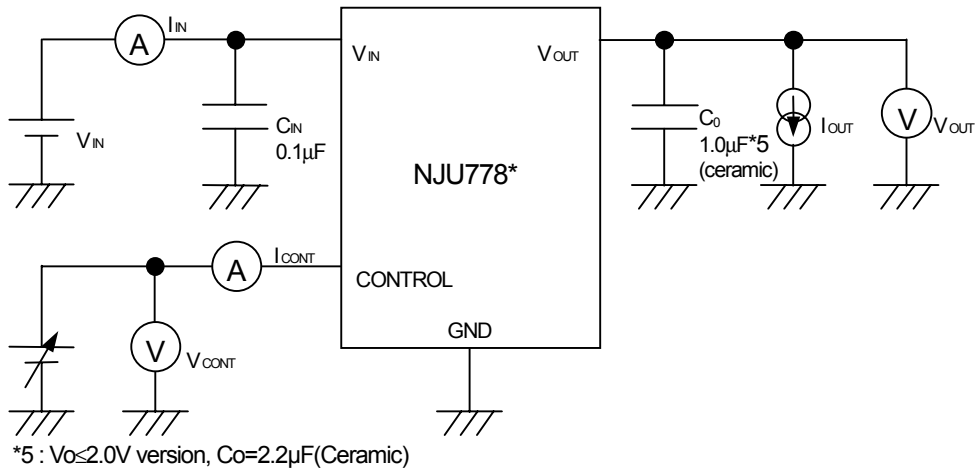 A IIN
VIN
CIN
0.1μF
VIN
VOUT
NJU778*
CONTROL
GND
C0
1.0μF*5
(ceramic)
IOUT
V VOUT
A ICONT
V VCONT
*5 : Vo≤2.0V version, Co=2.2μF(Ceramic)